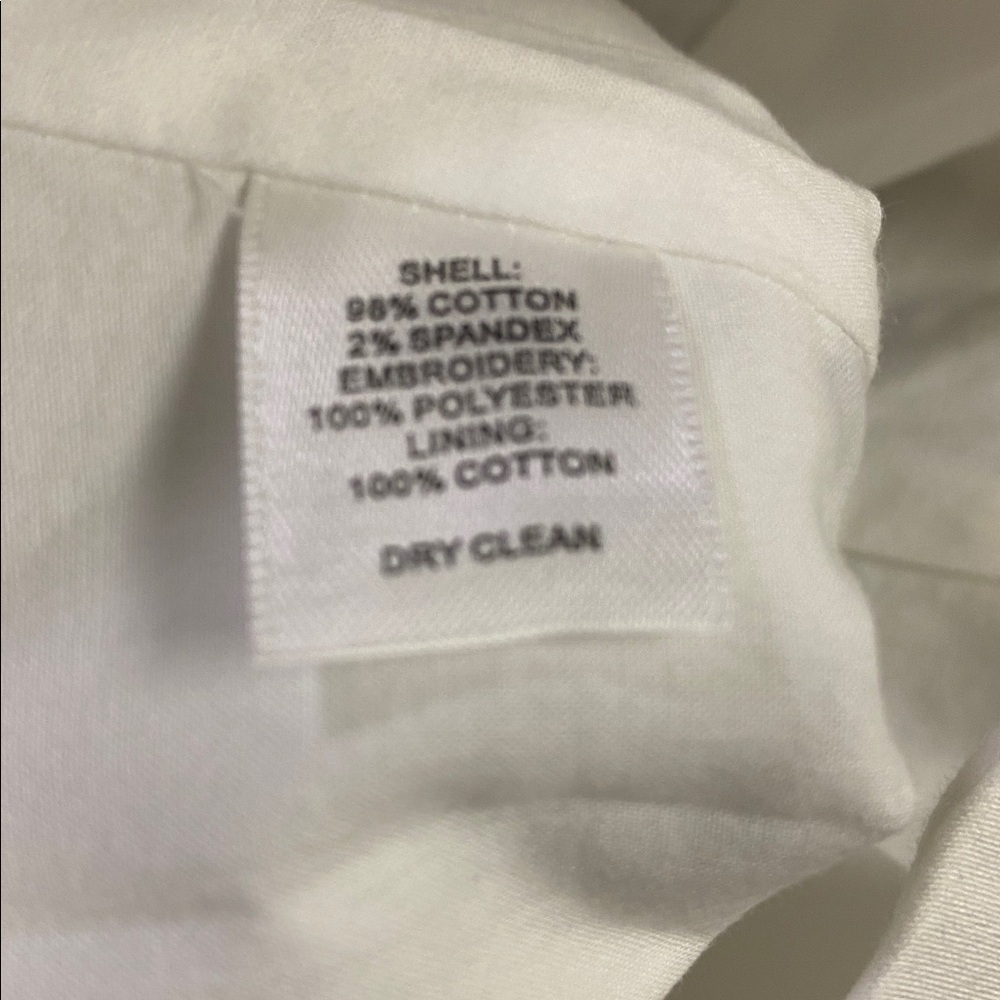 SHELL:
98% COTTON
2% SPANDEX
EMBROIDERY:
100% POLYESTER
LINING:
100% COTTON
DRY CLEAN